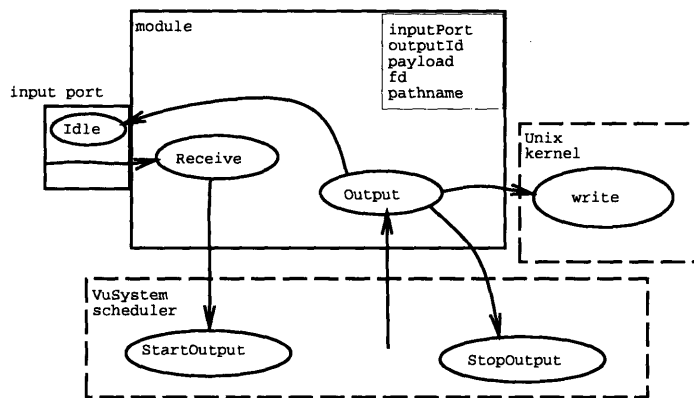 module
inputPort
outputId
payload
fd
pathname
input port
Idle
Receive
Output
Unix
kernel
write
VuSystem
scheduler
StartOutput
StopOutput